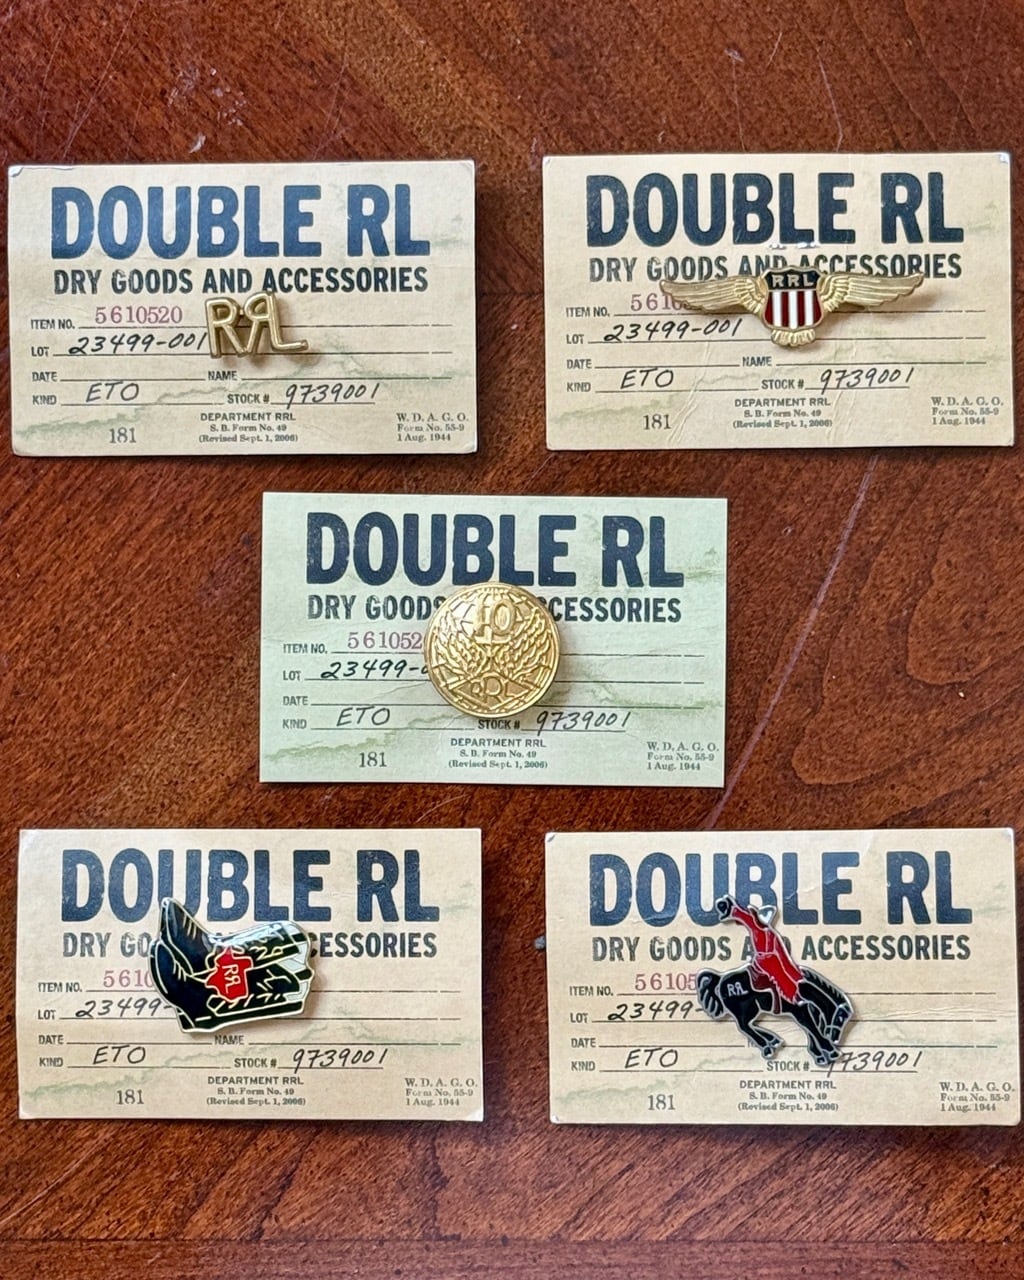 DOUBLE RL
DRY GOODS AND ACCESSORIES
ITEM NO. 5610520
LOT 23499-001
RRL
DATE NAME
KIND ETO STOCK # 9739001
181
DEPARTMENT RRL
S. B. Form No. 49
(Revised Sept. 1, 2006)
W. D. A. G. O.
Form No. 55-9
1 Aug. 1944
DOUBLE RL
DRY GOODS AND ACCESSORIES
ITEM NO. 5610
RRL
LOT 23499-001
DATE NAME
KIND ETO STOCK # 9739001
181
DEPARTMENT RRL
S. B. Form No. 49
(Revised Sept. 1, 2006)
W. D. A. G. O.
Form No. 55-9
1 Aug. 1944
DOUBLE RL
DRY GOODS CCESSORIES
10
ITEM NO. 561052
LOT 23499-
RRL
DATE
KIND ETO STOCK # 9739001
181
DEPARTMENT RRL
S. B. Form No. 49
(Revised Sept. 1, 2006)
W. D. A. G. O.
Form No. 55-9
1 Aug. 1944
DOUBLE RL
DRY GO CESSORIES
ITEM NO. 5610
RRL
LOT 23499-
DATE NAME
KIND ETO STOCK # 9739001
181
DEPARTMENT RRL
S. B. Form No. 49
(Revised Sept. 1, 2006)
W. D. A. G. O.
Form No. 55-9
1 Aug. 1944
DOUBLE RL
DRY GOODS A D ACCESSORIES
ITEM NO. 56105
RRL
LOT 23499-
DATE
KIND ETO STOCK # 9739001
181
DEPARTMENT RRL
S. B. Form No. 49
(Revised Sept. 1, 2006)
W. D. A. G. O.
Form No. 55-9
1 Aug. 1944